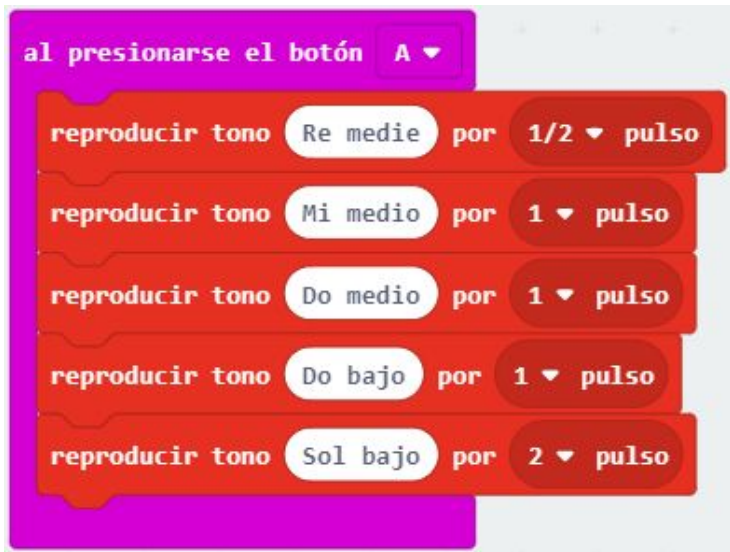 al presionarse el botón A
reproducir tono Re medie por 1/2 pulso
reproducir tono Mi medio por 1 pulso
reproducir tono Do medio por 1 pulso
reproducir tono Do bajo por 1 pulso
reproducir tono Sol bajo por 2 pulso